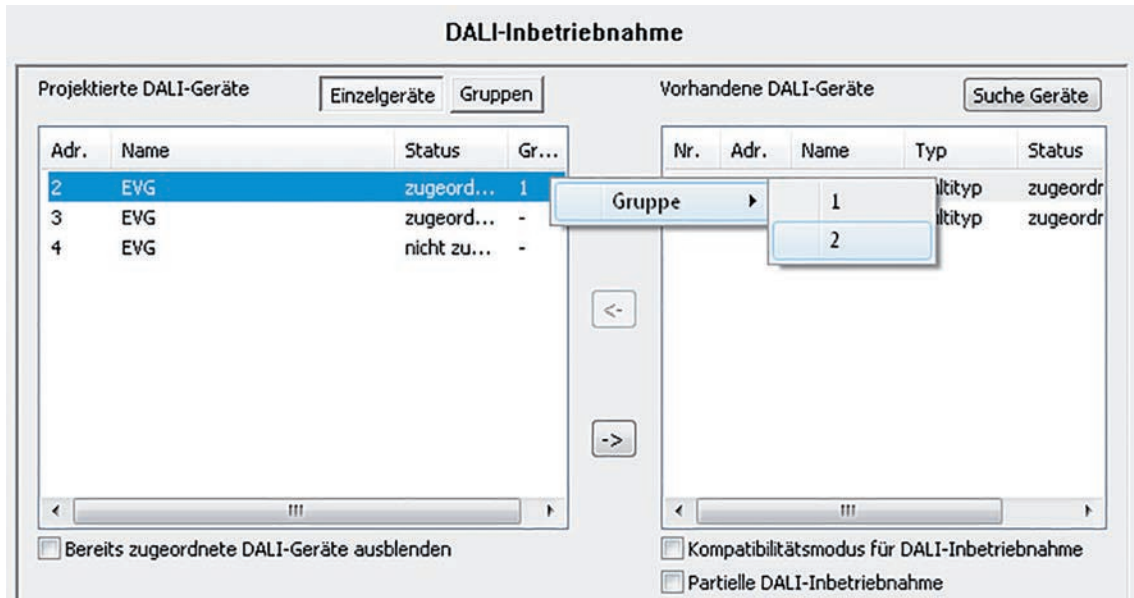 DALI-Inbetriebnahme
Projektierte DALI-Geräte
Einzelgeräte
Gruppen
Adr. Name Status Gr...
2 EVG zugeord... 1
3 EVG zugeord... -
4 EVG nicht zu... -
Bereits zugeordnete DALI-Geräte ausblenden
Gruppe
1
2
<-
->
Vorhandene DALI-Geräte
Suche Geräte
Nr. Adr. Name Typ Status
ltityp zugeordr
ltityp zugeordr
Kompatibilitätsmodus für DALI-Inbetriebnahme
Partielle DALI-Inbetriebnahme